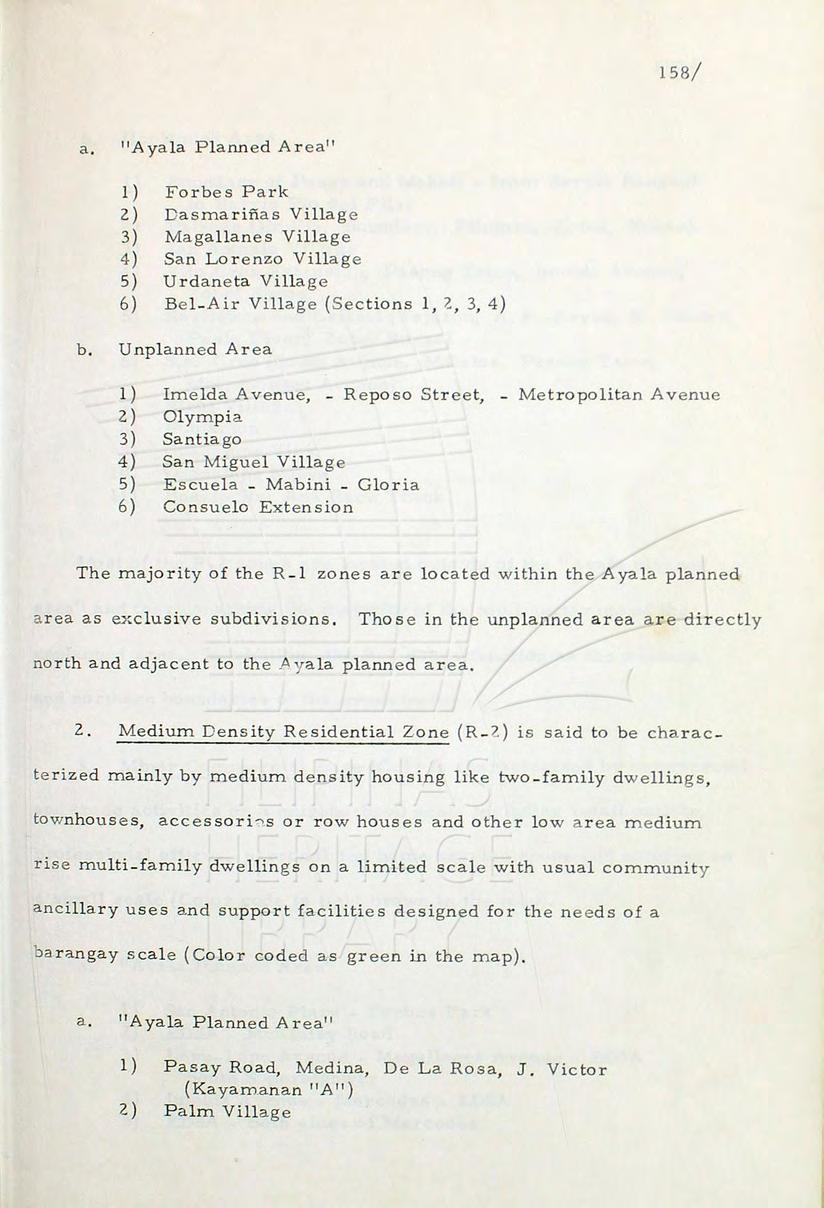 158/
a. "Ayala Planned Area"
1) Forbes Park
2) Dasmariñas Village
3) Magallanes Village
4) San Lorenzo Village
5) Urdaneta Village
6) Bel-Air Village (Sections 1, 2, 3, 4)
b. Unplanned Area
1) Imelda Avenue, - Reposo Street, - Metropolitan Avenue
2) Olympia
3) Santiago
4) San Miguel Village
5) Escuela - Mabini - Gloria
6) Consuelo Extension
The majority of the R-1 zones are located within the Ayala planned
area as exclusive subdivisions. Those in the unplanned area are directly
north and adjacent to the Ayala planned area.
2. Medium Density Residential Zone (R-2) is said to be charac-
terized mainly by medium density housing like two-family dwellings,
townhouses, accessorias or row houses and other low area medium
rise multi-family dwellings on a limited scale with usual community
ancillary uses and support facilities designed for the needs of a
barangay scale (Color coded as green in the map).
a. "Ayala Planned Area"
1) Pasay Road, Medina, De La Rosa, J. Victor
(Kayamanan "A")
2) Palm Village
FILIPINAS
HERITAGE
LIBRARY